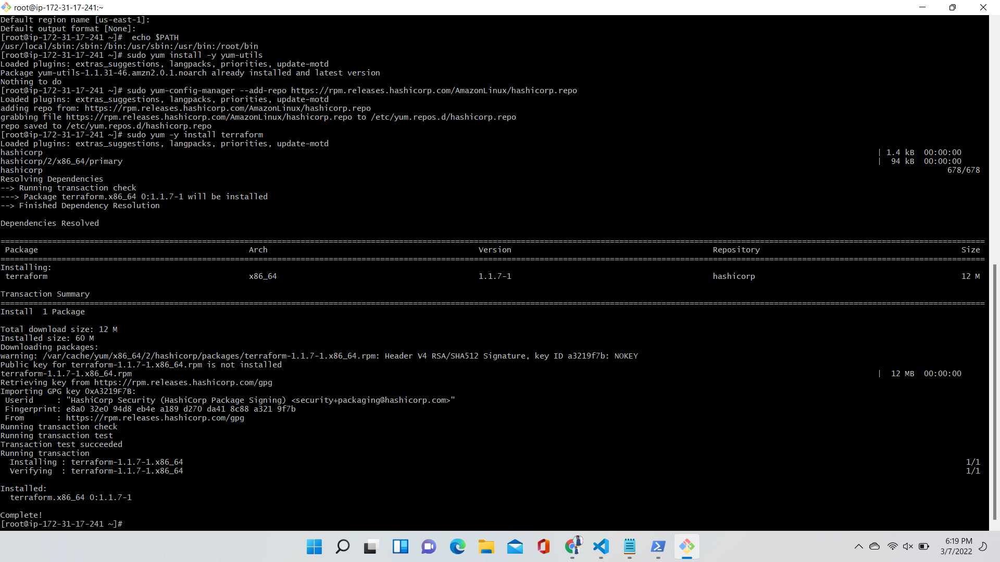 root@ip-172-31-17-241:~
Default region name [us-east-1]:
Default output format [None]:
[root@ip-172-31-17-241 ~]#  echo $PATH
/usr/local/sbin:/sbin:/bin:/usr/sbin:/usr/bin:/root/bin
[root@ip-172-31-17-241 ~]# sudo yum install -y yum-utils
Loaded plugins: extras_suggestions, langpacks, priorities, update-motd
Package yum-utils-1.1.31-46.amzn2.0.1.noarch already installed and latest version
Nothing to do
[root@ip-172-31-17-241 ~]# sudo yum-config-manager --add-repo https://rpm.releases.hashicorp.com/AmazonLinux/hashicorp.repo
Loaded plugins: extras_suggestions, langpacks, priorities, update-motd
adding repo from: https://rpm.releases.hashicorp.com/AmazonLinux/hashicorp.repo
grabbing file https://rpm.releases.hashicorp.com/AmazonLinux/hashicorp.repo to /etc/yum.repos.d/hashicorp.repo
repo saved to /etc/yum.repos.d/hashicorp.repo
[root@ip-172-31-17-241 ~]# sudo yum -y install terraform
Loaded plugins: extras_suggestions, langpacks, priorities, update-motd
hashicorp | 1.4 kB  00:00:00
hashicorp/2/x86_64/primary |  94 kB  00:00:00
hashicorp 678/678
Resolving Dependencies
--> Running transaction check
---> Package terraform.x86_64 0:1.1.7-1 will be installed
--> Finished Dependency Resolution
Dependencies Resolved
Package Arch Version Repository Size
Installing:
terraform x86_64 1.1.7-1 hashicorp 12 M
Transaction Summary
Install  1 Package
Total download size: 12 M
Installed size: 60 M
Downloading packages:
warning: /var/cache/yum/x86_64/2/hashicorp/packages/terraform-1.1.7-1.x86_64.rpm: Header V4 RSA/SHA512 Signature, key ID a3219f7b: NOKEY
Public key for terraform-1.1.7-1.x86_64.rpm is not installed
terraform-1.1.7-1.x86_64.rpm |  12 MB  00:00:00
Retrieving key from https://rpm.releases.hashicorp.com/gpg
Importing GPG key 0xA3219F7B:
Userid     : "HashiCorp Security (HashiCorp Package Signing) <security+packaging@hashicorp.com>"
Fingerprint: e8a0 32e0 94d8 eb4e a189 d270 da41 8c88 a321 9f7b
From       : https://rpm.releases.hashicorp.com/gpg
Running transaction check
Running transaction test
Transaction test succeeded
Running transaction
Installing : terraform-1.1.7-1.x86_64 1/1
Verifying  : terraform-1.1.7-1.x86_64 1/1
Installed:
terraform.x86_64 0:1.1.7-1
Complete!
[root@ip-172-31-17-241 ~]#
6:19 PM
3/7/2022